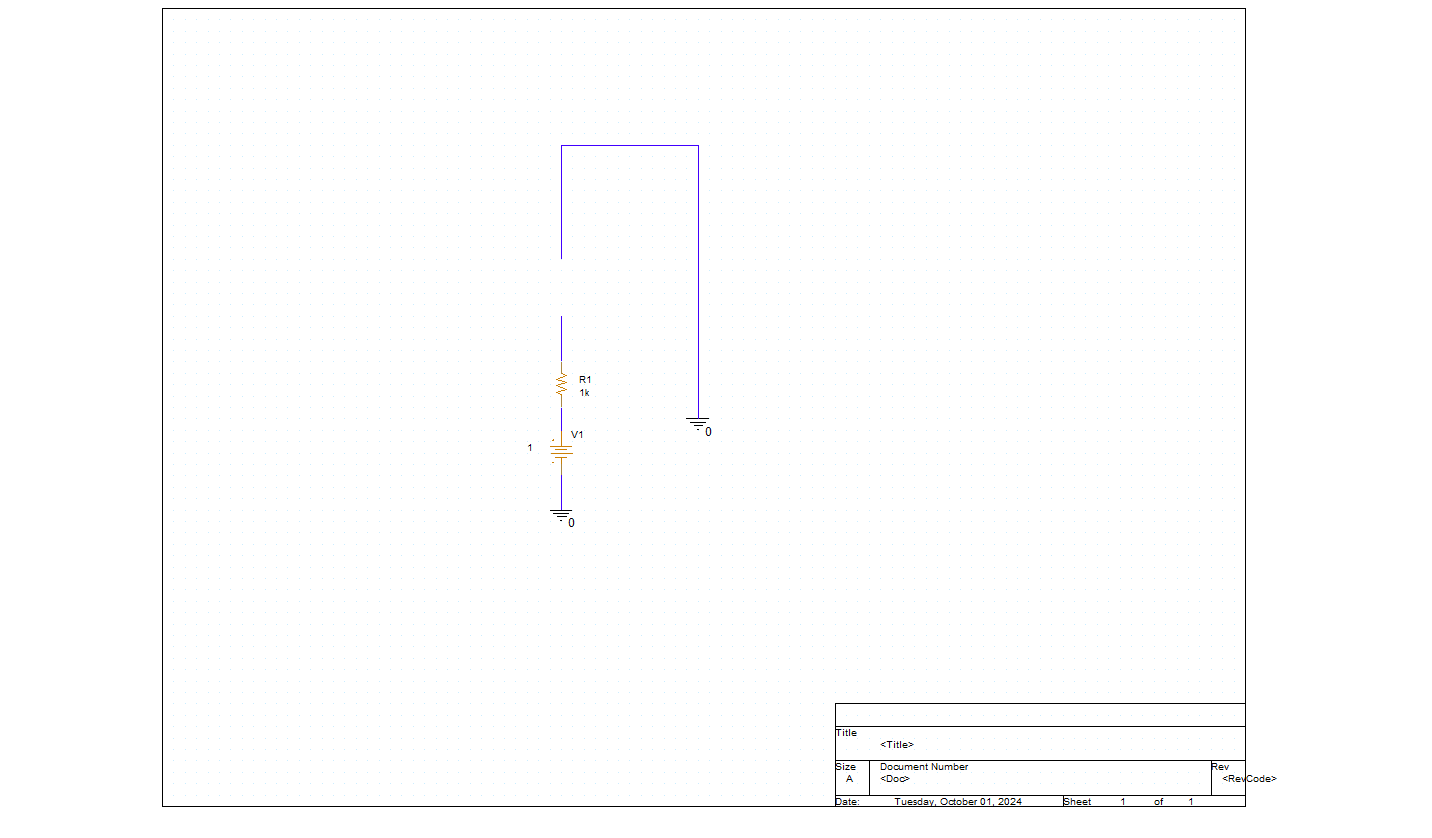 R1
1k
V1
1
0
0
Title
<Title>
Size
A
Document Number
<Doc>
Rev
<RevCode>
Date: Tuesday, October 01, 2024 Sheet 1 of 1